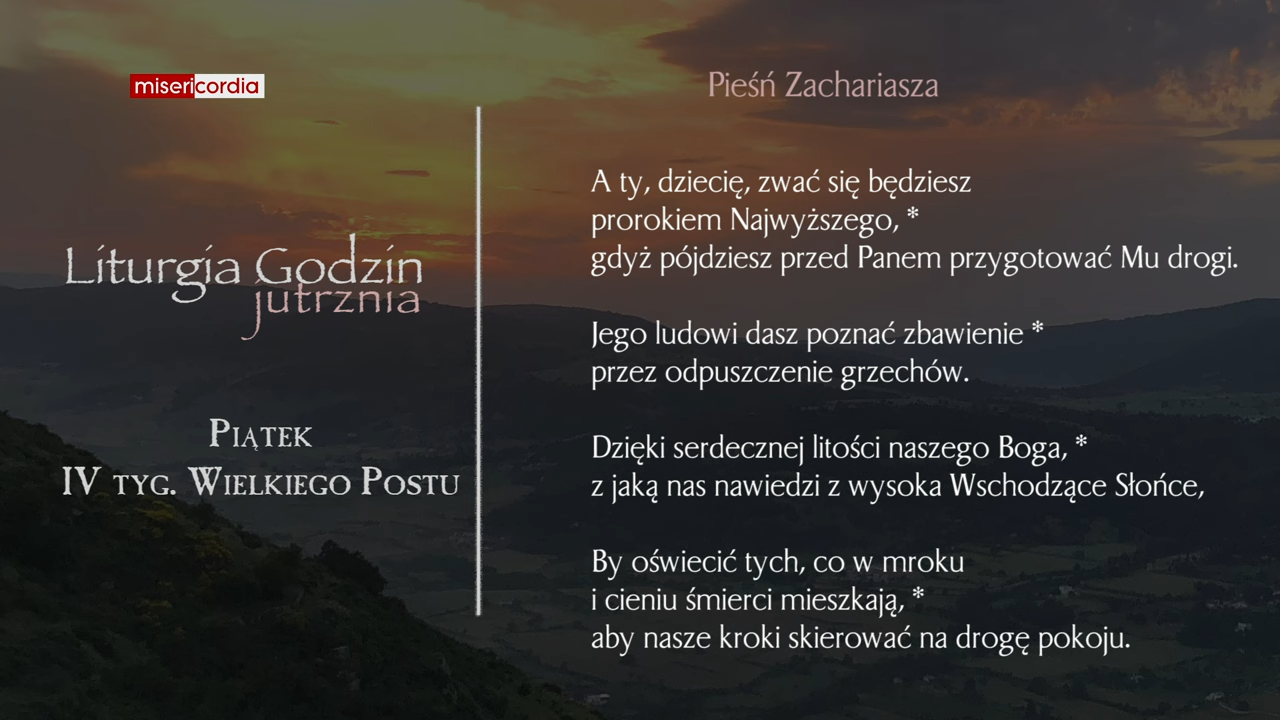 misericordia
Liturgia Godzin
jutrznia
Piątek
IV tyg. Wielkiego Postu
Pieśń Zachariasza
A ty, dziecię, zwać się będziesz
prorokiem Najwyższego, *
gdyż pójdziesz przed Panem przygotować Mu drogi.
Jego ludowi dasz poznać zbawienie *
przez odpuszczenie grzechów.
Dzięki serdecznej litości naszego Boga, *
z jaką nas nawiedzi z wysoka Wschodzące Słońce,
By oświecić tych, co w mroku
i cieniu śmierci mieszkają, *
aby nasze kroki skierować na drogę pokoju.